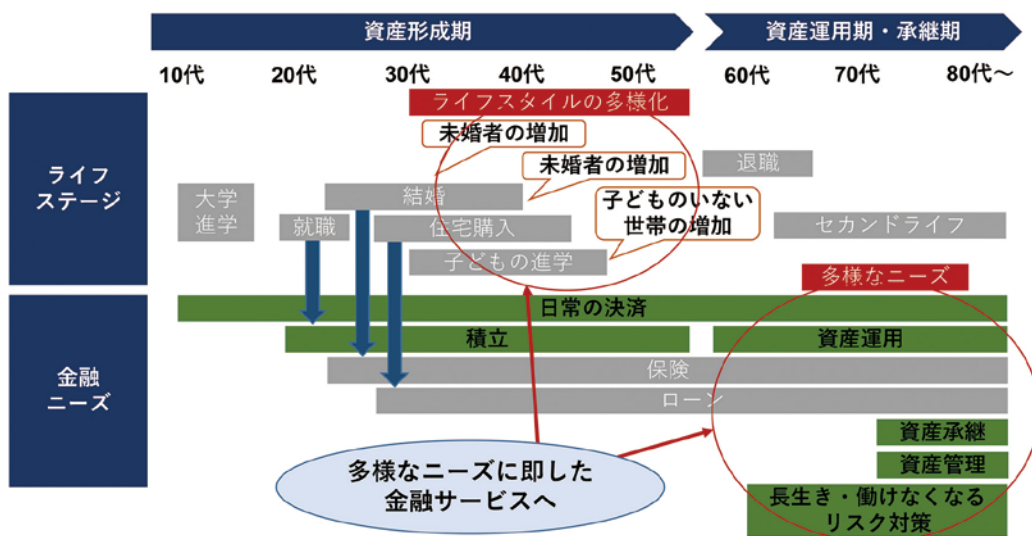 資産形成期
資産運用期・承継期
10代
20代
30代
40代
50代
60代
70代
80代～
ライフ
ステージ
ライフスタイルの多様化
未婚者の増加
未婚者の増加
子どものいない
世帯の増加
大学
進学
就職
結婚
住宅購入
子どもの進学
退職
セカンドライフ
多様なニーズ
金融
ニーズ
日常の決済
積立
資産運用
保険
ローン
資産承継
資産管理
長生き・働けなくなる
リスク対策
多様なニーズに即した
金融サービスへ